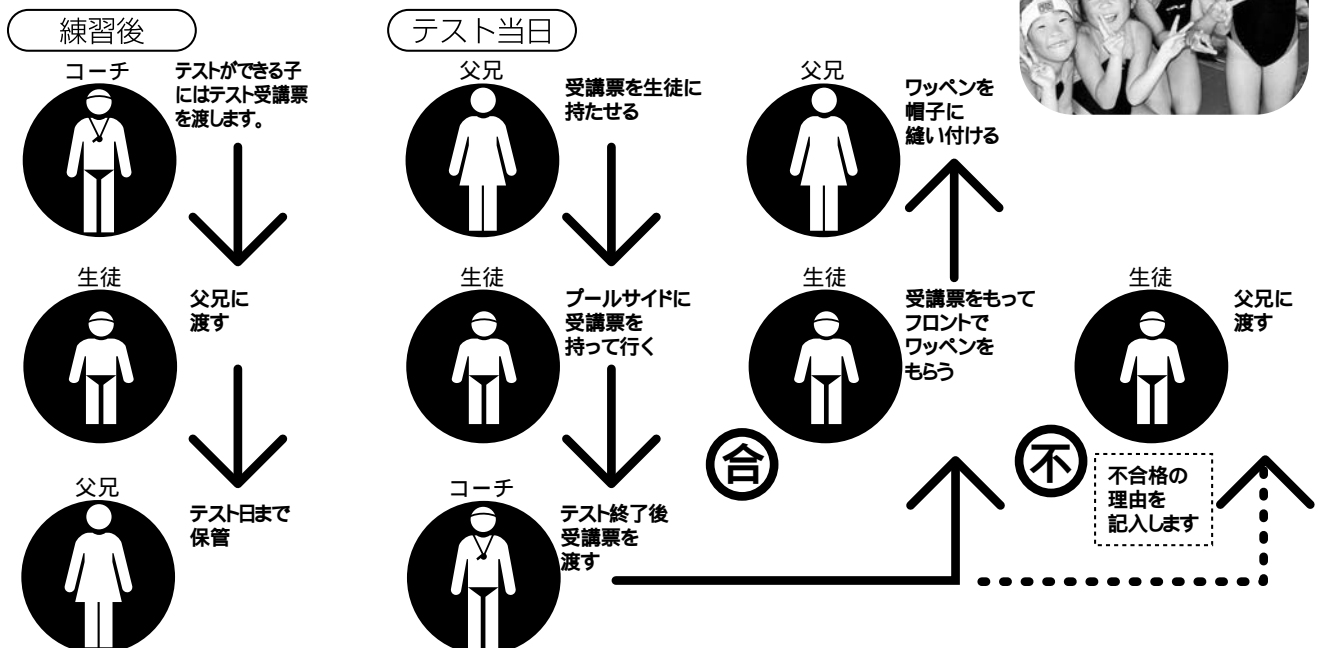 練習後
コーチ
テストができる子
にはテスト受講票
を渡します。
生徒
父兄に
渡す
父兄
テスト日まで
保管
テスト当日
父兄
受講票を生徒に
持たせる
生徒
プールサイドに
受講票を
持って行く
コーチ
テスト終了後
受講票を
渡す
合
生徒
受講票をもって
フロントで
ワッペンを
もらう
父兄
ワッペンを
帽子に
縫い付ける
不
生徒
父兄に
渡す
不合格の
理由を
記入します